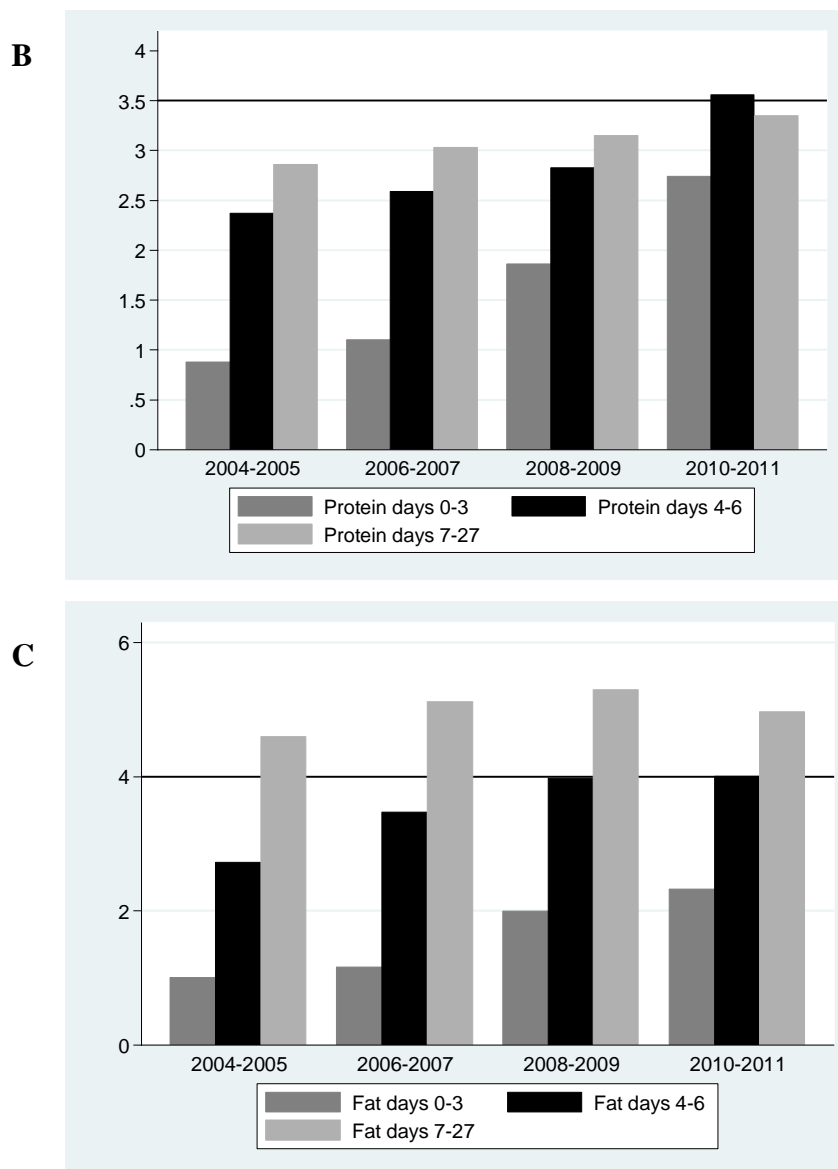 B
4
3.5
3
2.5
2
1.5
1
.5
0
2004-2005 2006-2007 2008-2009 2010-2011
Protein days 0-3 Protein days 4-6
Protein days 7-27
C
6
4
2
0
2004-2005 2006-2007 2008-2009 2010-2011
Fat days 0-3 Fat days 4-6
Fat days 7-27